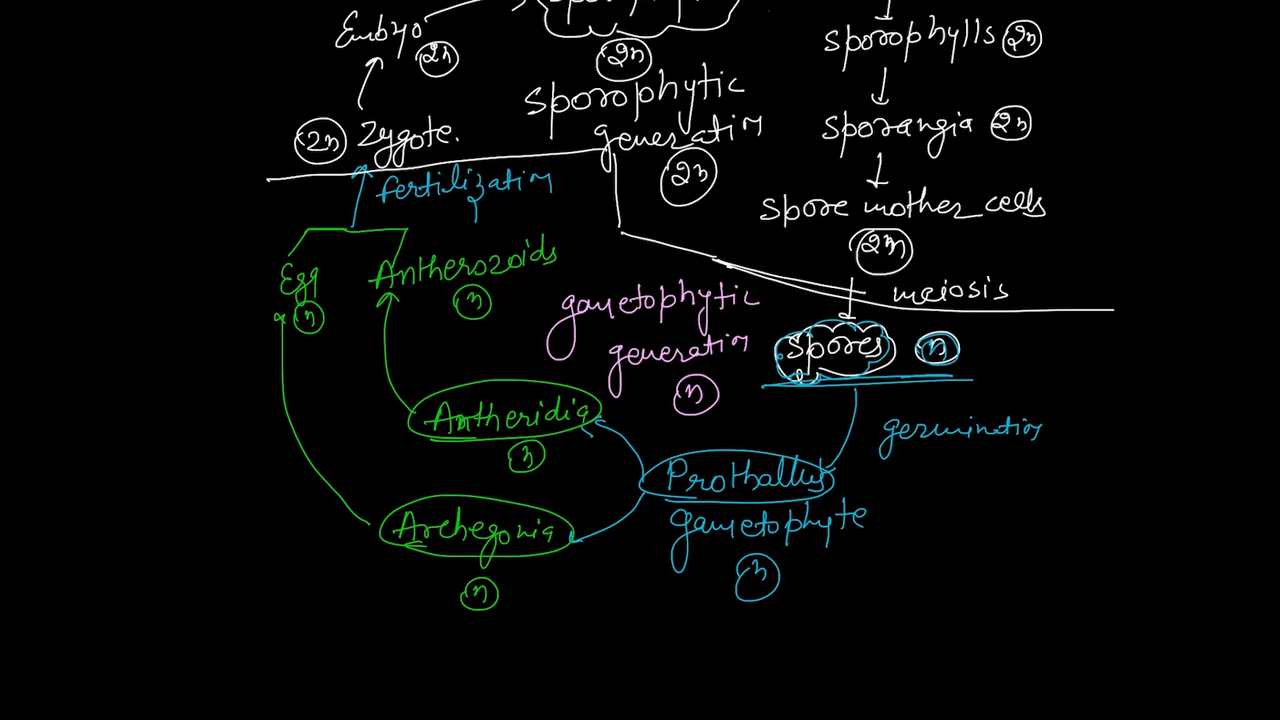 Embyo
2n
2n
sporophylls 2n
sporophytic
generation
2n
2n Zygote.
sporangia 2n
fertilization
spore mother cells
2n
meiosis
Egg
n
Antherozoids
n
gametophytic
generation
n
Spores n
germination
Antheridia
n
Prothallus
gametophyte
n
Archegonia
n